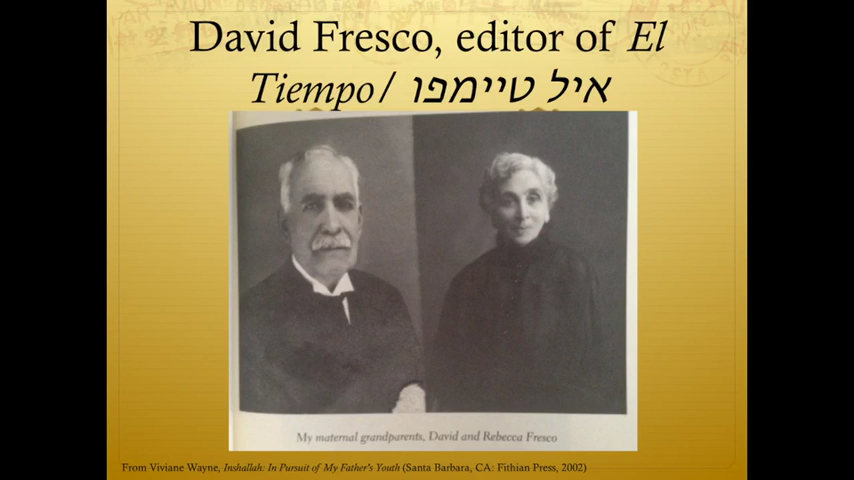 David Fresco, editor of El
Tiempo/ איל טיימפו
My maternal grandparents, David and Rebecca Fresco
From Viviane Wayne, Inshallah: In Pursuit of My Father's Youth (Santa Barbara, CA: Fithian Press, 2002)